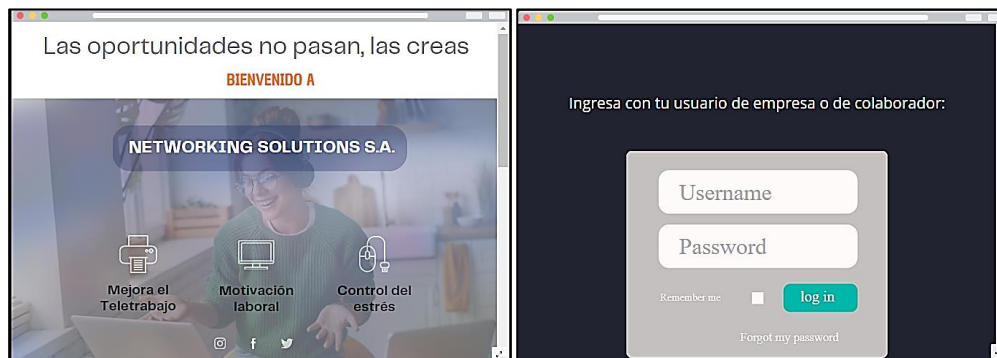 Las oportunidades no pasan, las creas
BIENVENIDO A
NETWORKING SOLUTIONS S.A.
Mejora el
Teletrabajo
Motivación
laboral
Control del
estrés
Ingresa con tu usuario de empresa o de colaborador:
Username
Password
Remember me
log in
Forgot my password